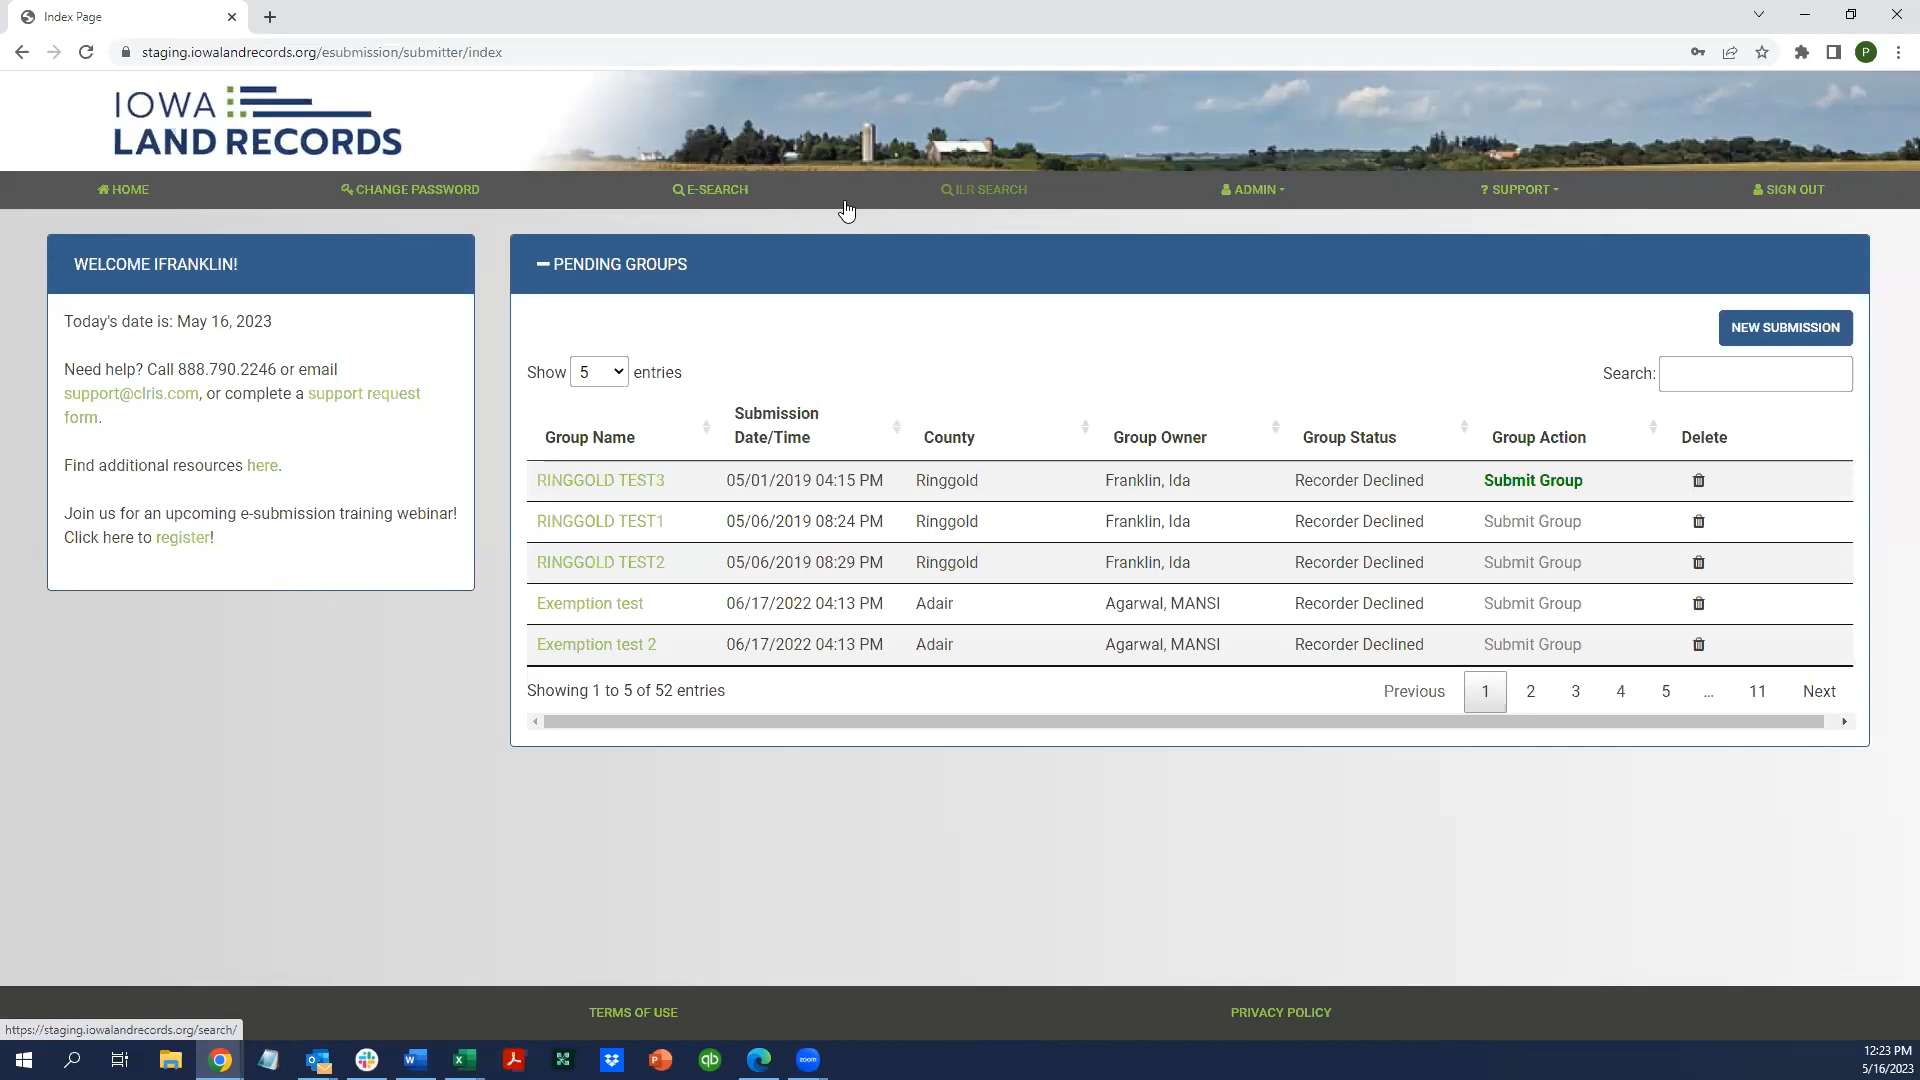 Index Page
staging.iowalandrecords.org/esubmission/submitter/index
P
IOWA
LAND RECORDS
HOME CHANGE PASSWORD E-SEARCH ILR SEARCH ADMIN ? SUPPORT SIGN OUT
WELCOME IFRANKLIN!
Today's date is: May 16, 2023
Need help? Call 888.790.2246 or email
support@clris.com, or complete a support request
form.
Find additional resources here.
Join us for an upcoming e-submission training webinar!
Click here to register!
PENDING GROUPS
NEW SUBMISSION
Show 5 entries Search:
Group Name Submission Date/Time County Group Owner Group Status Group Action Delete
RINGGOLD TEST3 05/01/2019 04:15 PM Ringgold Franklin, Ida Recorder Declined Submit Group
RINGGOLD TEST1 05/06/2019 08:24 PM Ringgold Franklin, Ida Recorder Declined Submit Group
RINGGOLD TEST2 05/06/2019 08:29 PM Ringgold Franklin, Ida Recorder Declined Submit Group
Exemption test 06/17/2022 04:13 PM Adair Agarwal, MANSI Recorder Declined Submit Group
Exemption test 2 06/17/2022 04:13 PM Adair Agarwal, MANSI Recorder Declined Submit Group
Showing 1 to 5 of 52 entries Previous 1 2 3 4 5 ... 11 Next
TERMS OF USE PRIVACY POLICY
https://staging.iowalandrecords.org/search/
zoom
12:23 PM
5/16/2023